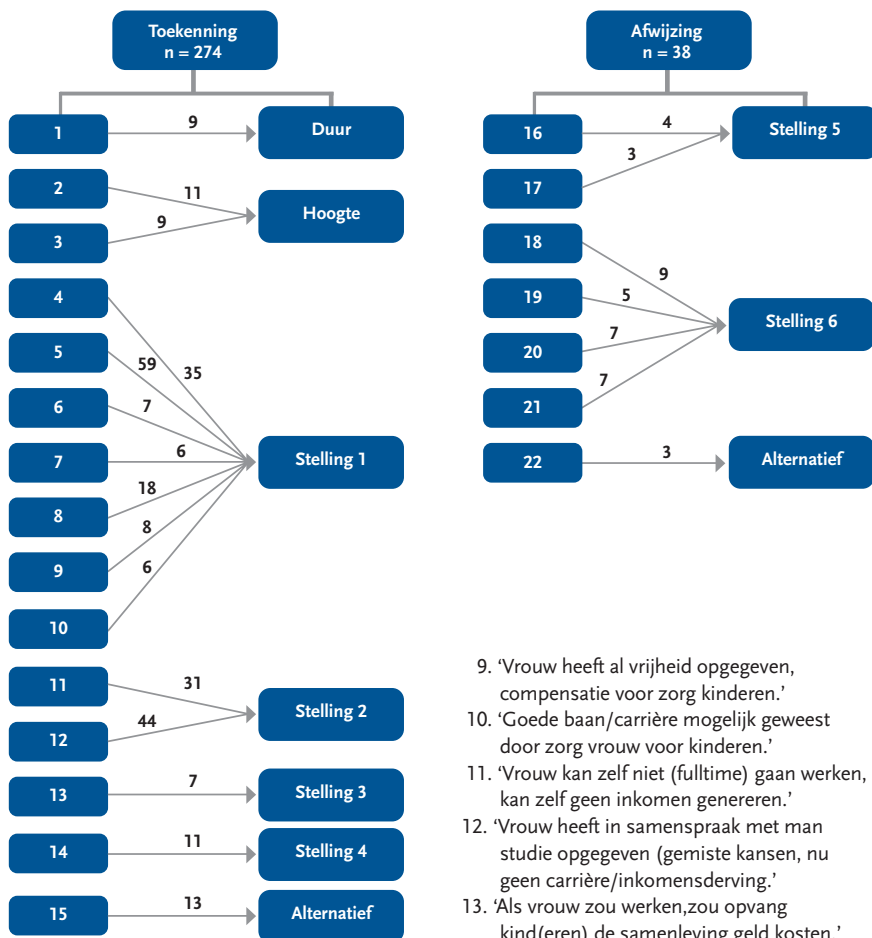 Toekenning
n = 274
1
9
Duur
2
11
Hoogte
3
9
4
35
5
59
6
7
7
6
Stelling 1
8
18
9
8
10
6
11
31
Stelling 2
12
44
13
7
Stelling 3
14
11
Stelling 4
15
13
Alternatief
Afwijzing
n = 38
16
4
Stelling 5
17
3
18
9
19
5
Stelling 6
20
7
21
7
22
3
Alternatief
9. ‘Vrouw heeft al vrijheid opgegeven,
compensatie voor zorg kinderen.’
10. ‘Goede baan/carrière mogelijk geweest
door zorg vrouw voor kinderen.’
11. ‘Vrouw kan zelf niet (fulltime) gaan werken,
kan zelf geen inkomen genereren.’
12. ‘Vrouw heeft in samenspraak met man
studie opgegeven (gemiste kansen, nu
geen carrière/inkomensderving.’
13. ‘Als vrouw zou werken,zou opvang
kind(eren) de samenleving geld kosten.’